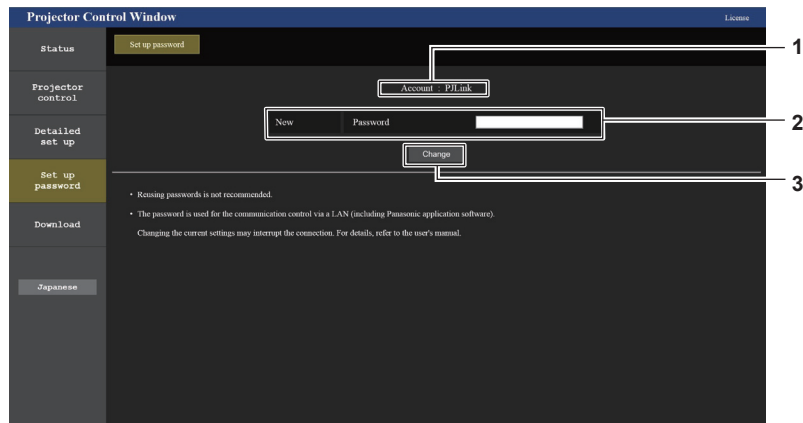 Projector Control Window
License
Status
Set up password
1
Projector
control
Account : PJLink
New Password
2
Detailed
set up
Change
Set up
password
3
• Reusing passwords is not recommended.
• The password is used for the communication control via a LAN (including Panasonic application software).
Changing the current settings may interrupt the connection. For details, refer to the user's manual.
Download
Japanese